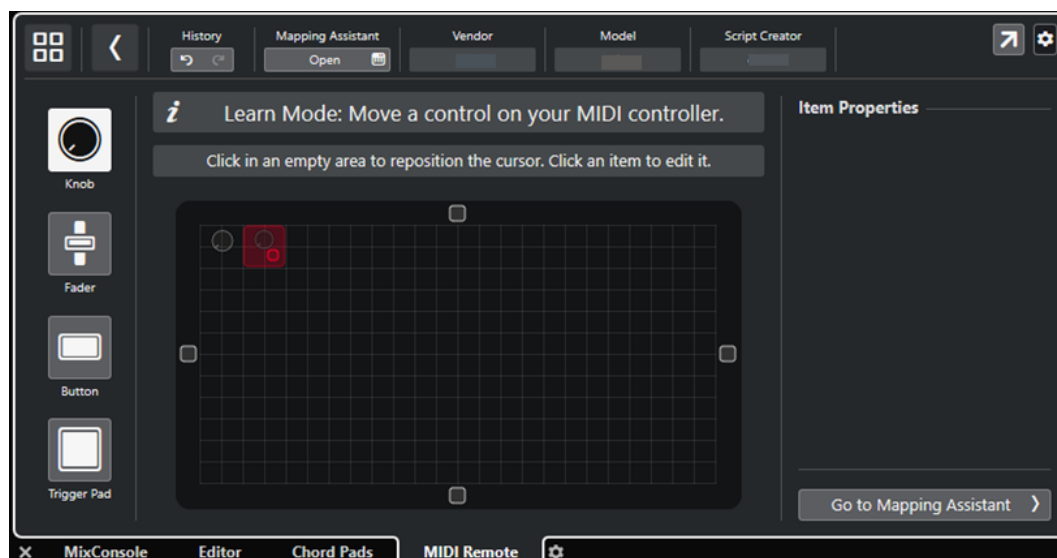 History
Mapping Assistant
Vendor
Model
Script Creator
Open
i Learn Mode: Move a control on your MIDI controller.
Click in an empty area to reposition the cursor. Click an item to edit it.
Item Properties
Knob
Fader
Button
Trigger Pad
Go to Mapping Assistant
MixConsole Editor Chord Pads MIDI Remote